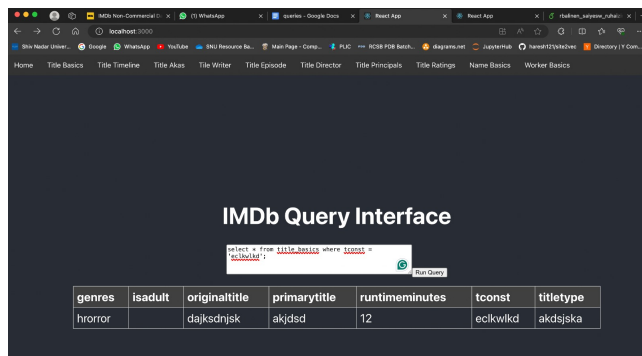 IMDb Non-Commercial D
(1) WhatsApp
queries - Google Docs
React App
React App
rbalinen_saiyesw_ruhali
localhost:3000
Shiv Nadar Univer...
Google
WhatsApp
YouTube
SNU Resource Ba...
Main Page - Comp...
PLIC
RCSB PDB Batch...
diagrams.net
JupyterHub
haresh121/site2vec
Directory | Y Com...
Home Title Basics Title Timeline Title Akas Title Writer Title Episode Title Director Title Principals Title Ratings Name Basics Worker Basics
IMDb Query Interface
select * from title_basics where tconst =
'eclkwlkd';
Run Query
genres isadult originaltitle primarytitle runtimeminutes tconst titletype
hrorror dajksdnjsk akjdsd 12 eclkwlkd akdsjska